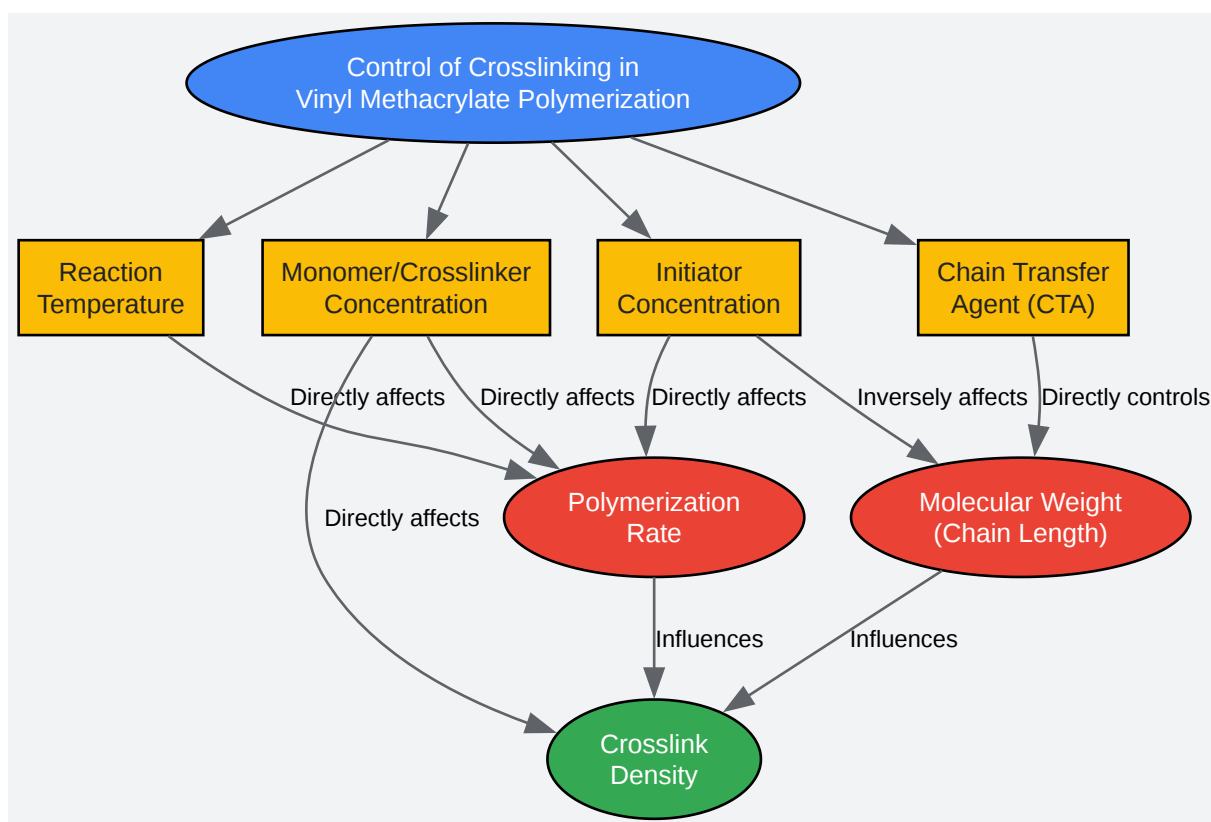 Control of Crosslinking in
Vinyl Methacrylate Polymerization
Reaction
Temperature
Monomer/Crosslinker
Concentration
Initiator
Concentration
Chain Transfer
Agent (CTA)
Directly affects
Directly affects
Directly affects
Inversely affects
Directly controls
Directly affects
Polymerization
Rate
Molecular Weight
(Chain Length)
Influences
Influences
Crosslink
Density